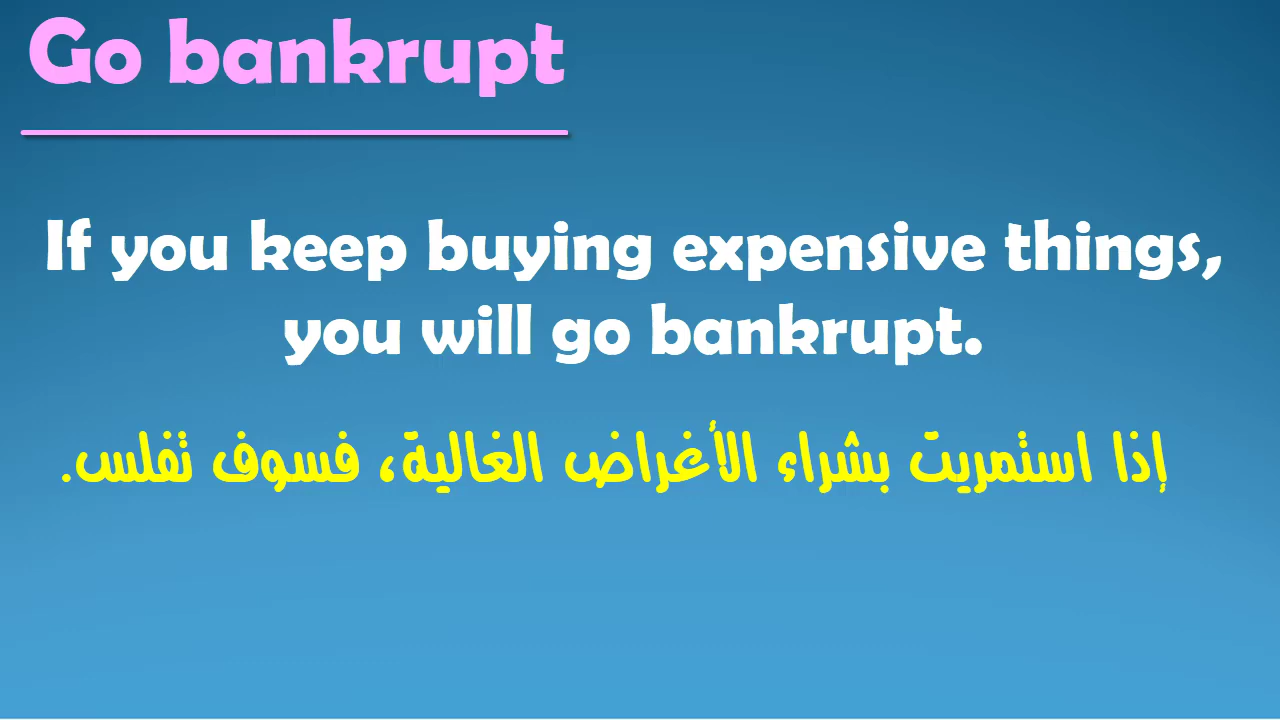 Go bankrupt
If you keep buying expensive things,
you will go bankrupt.
إذا استمريت بشراء الأغراض الغالية، فسوف تفلس.